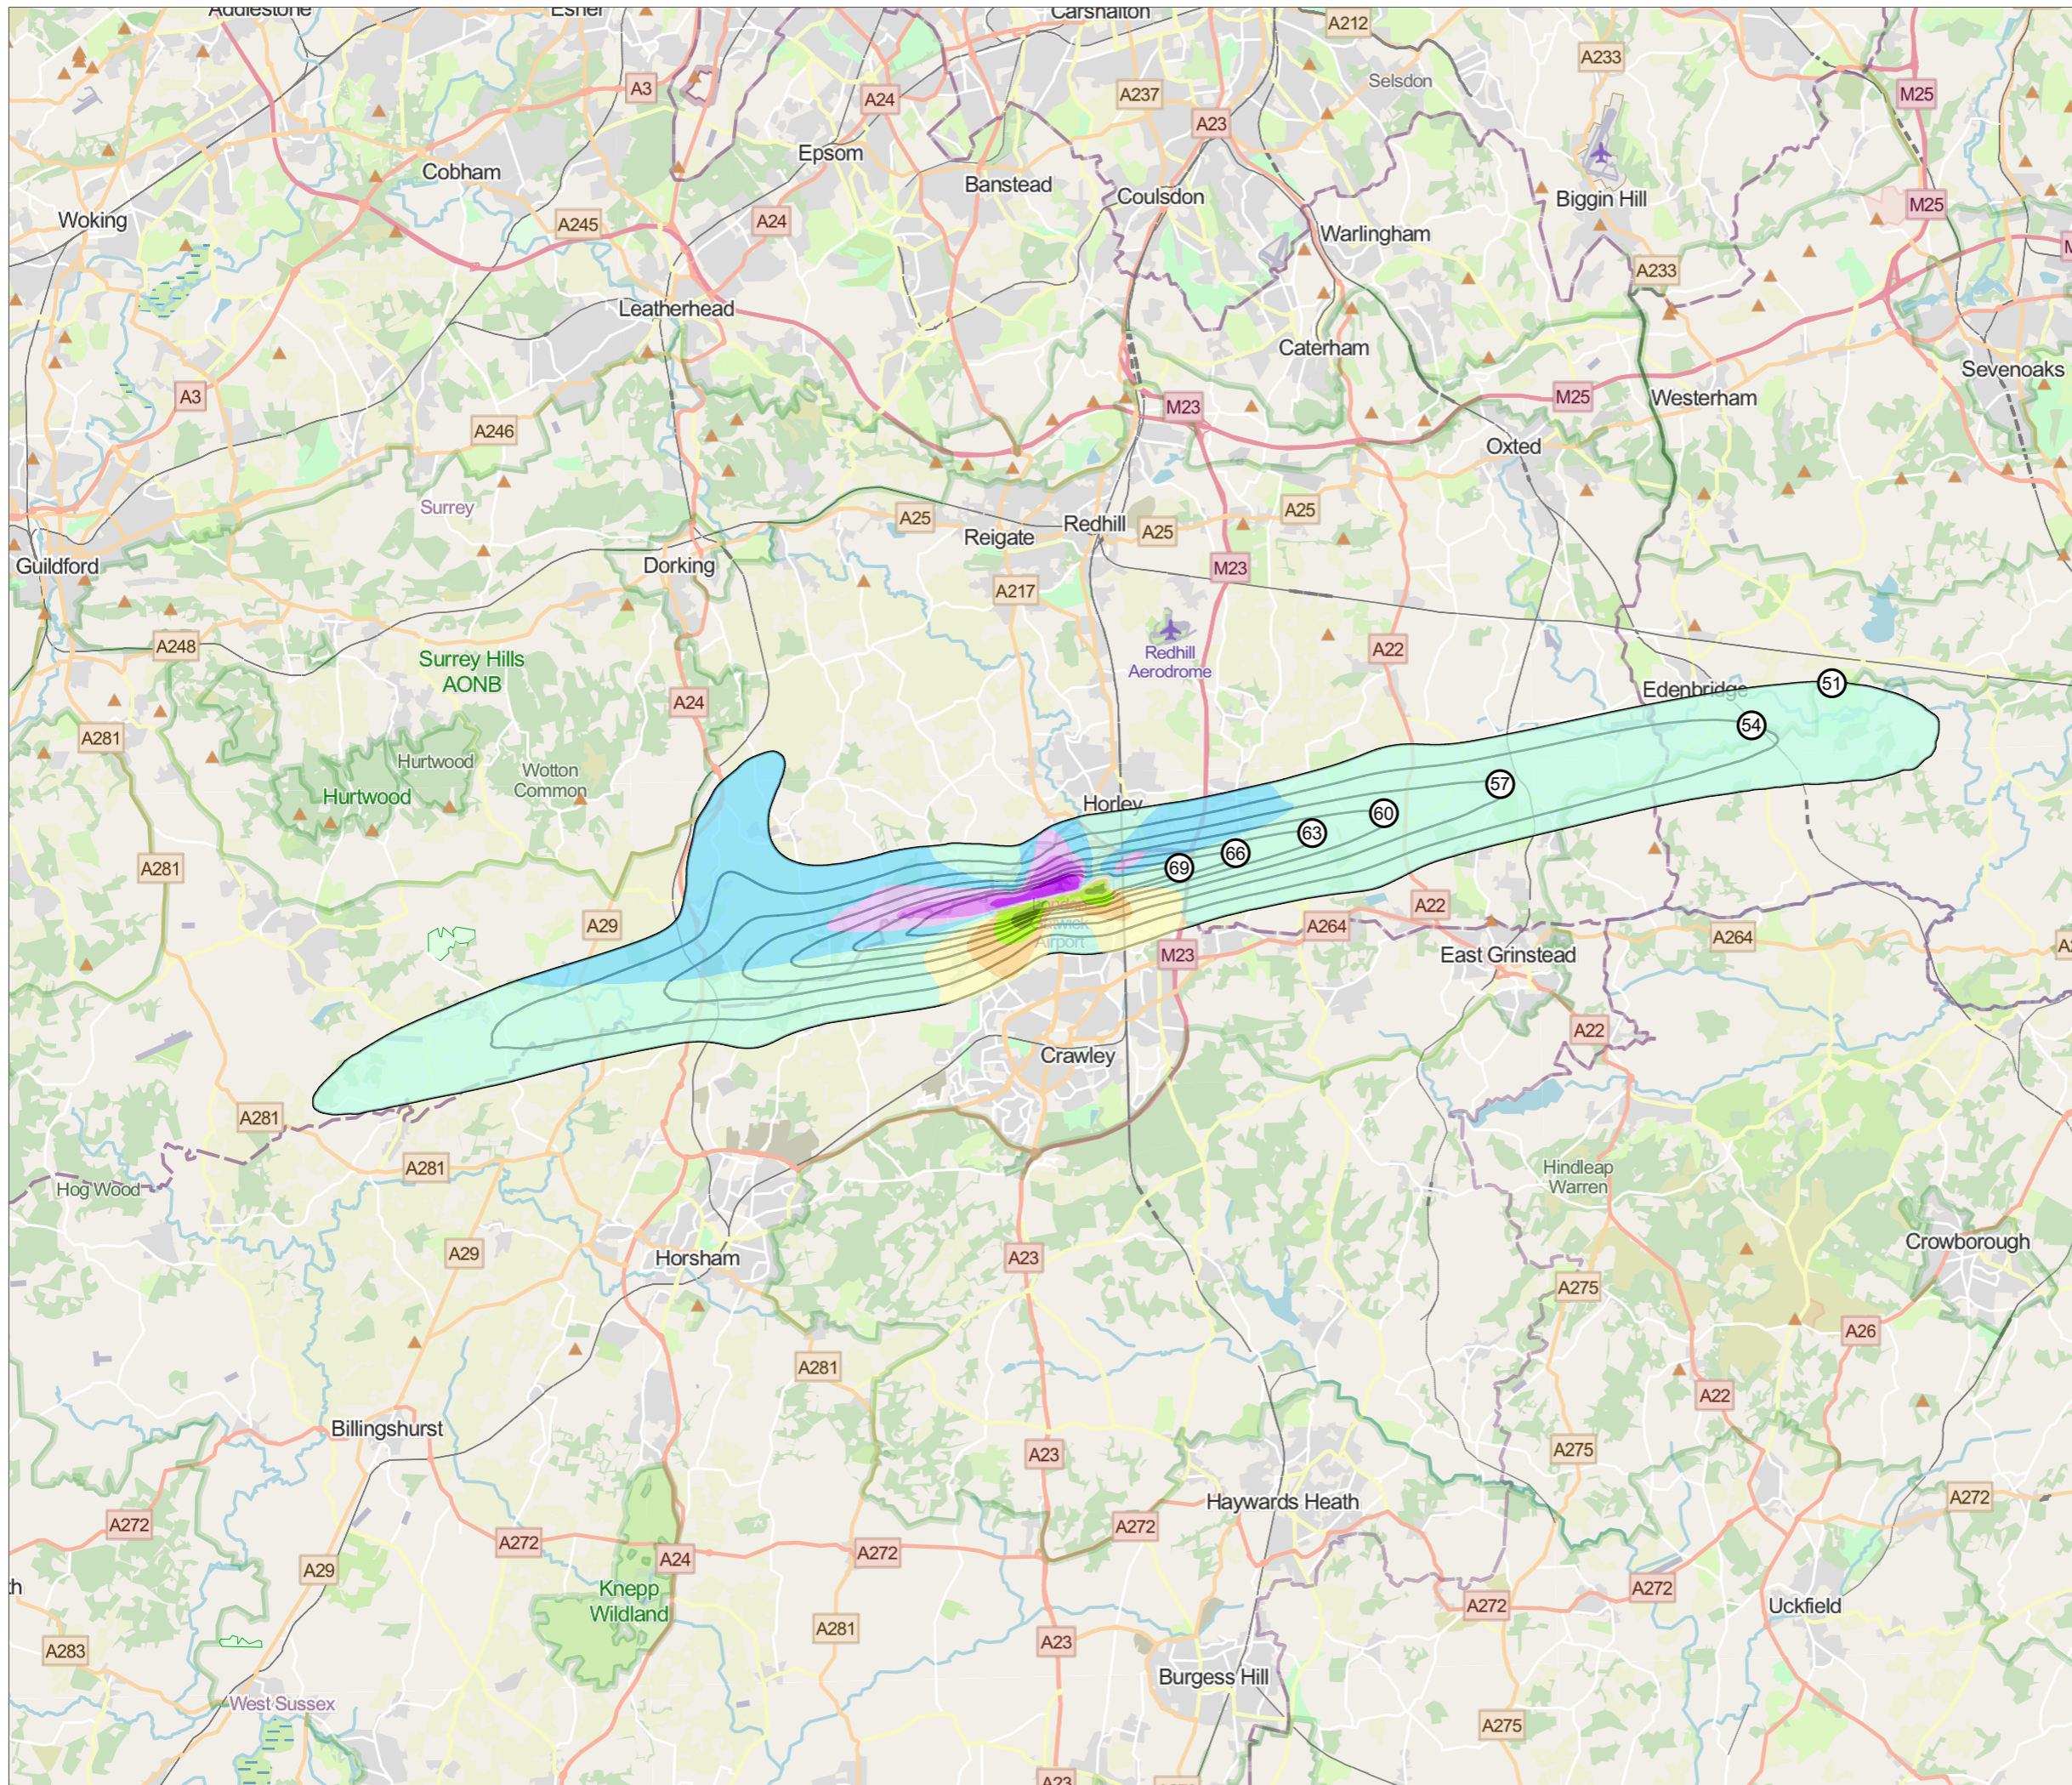 Addlestone
Esher
Carshalton
A212
A233
A3
A24
A237
Selsdon
M25
A23
Epsom
Cobham
Banstead
Coulsdon
Biggin Hill
M25
Woking
A245
A24
Warlingham
A233
Leatherhead
Caterham
Sevenoaks
A3
M23
M25
Westerham
A246
Oxted
Surrey
A25
Reigate
Redhill
A25
A25
Guildford
Dorking
M23
A217
A248
Surrey Hills
AONB
Redhill
Aerodrome
A22
A24
Edenbridge
51
A281
54
Hurtwood
Wotton
Common
Hurtwood
57
Horley
60
63
66
69
A281
A29
London
Gatwick
Airport
A22
A264
A264
M23
East Grinstead
A22
Crawley
A281
A281
Hog Wood
Hindleap
Warren
A29
Horsham
A23
Crowborough
A275
A26
A281
A22
Billingshurst
A23
A275
Haywards Heath
A272
A272
A272
A272
A272
A24
A29
Knepp
Wildland
A272
A272
Uckfield
A281
A283
A23
Burgess Hill
West Sussex
A275
A23